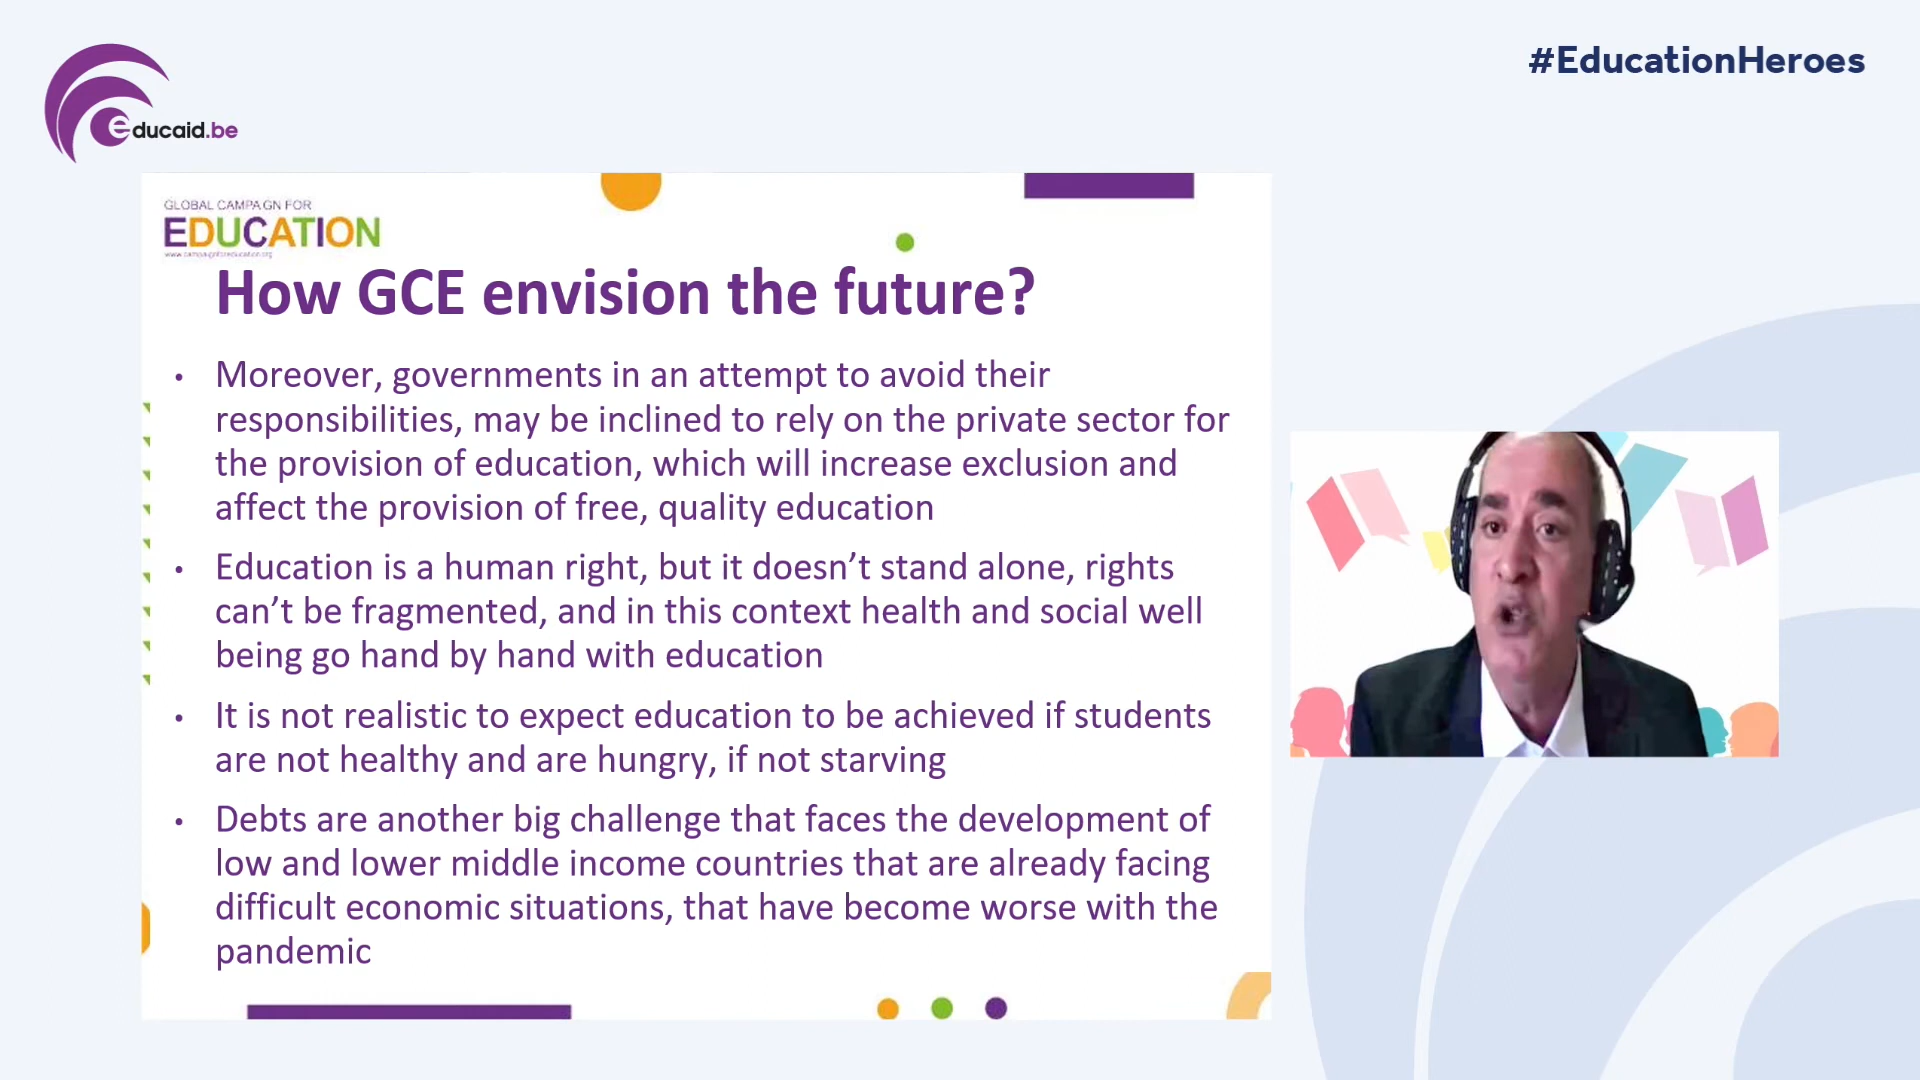 #EducationHeroes
educaid.be
GLOBAL CAMPAIGN FOR
EDUCATION
www.campaignforeducation.org
How GCE envision the future?
• Moreover, governments in an attempt to avoid their
responsibilities, may be inclined to rely on the private sector for
the provision of education, which will increase exclusion and
affect the provision of free, quality education
• Education is a human right, but it doesn’t stand alone, rights
can’t be fragmented, and in this context health and social well
being go hand by hand with education
• It is not realistic to expect education to be achieved if students
are not healthy and are hungry, if not starving
• Debts are another big challenge that faces the development of
low and lower middle income countries that are already facing
difficult economic situations, that have become worse with the
pandemic